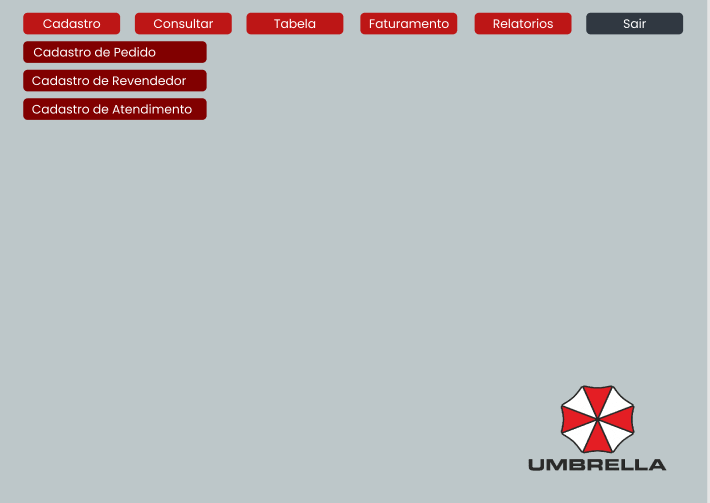 Cadastro
Consultar
Tabela
Faturamento
Relatorios
Sair
Cadastro de Pedido
Cadastro de Revendedor
Cadastro de Atendimento
UMBRELLA